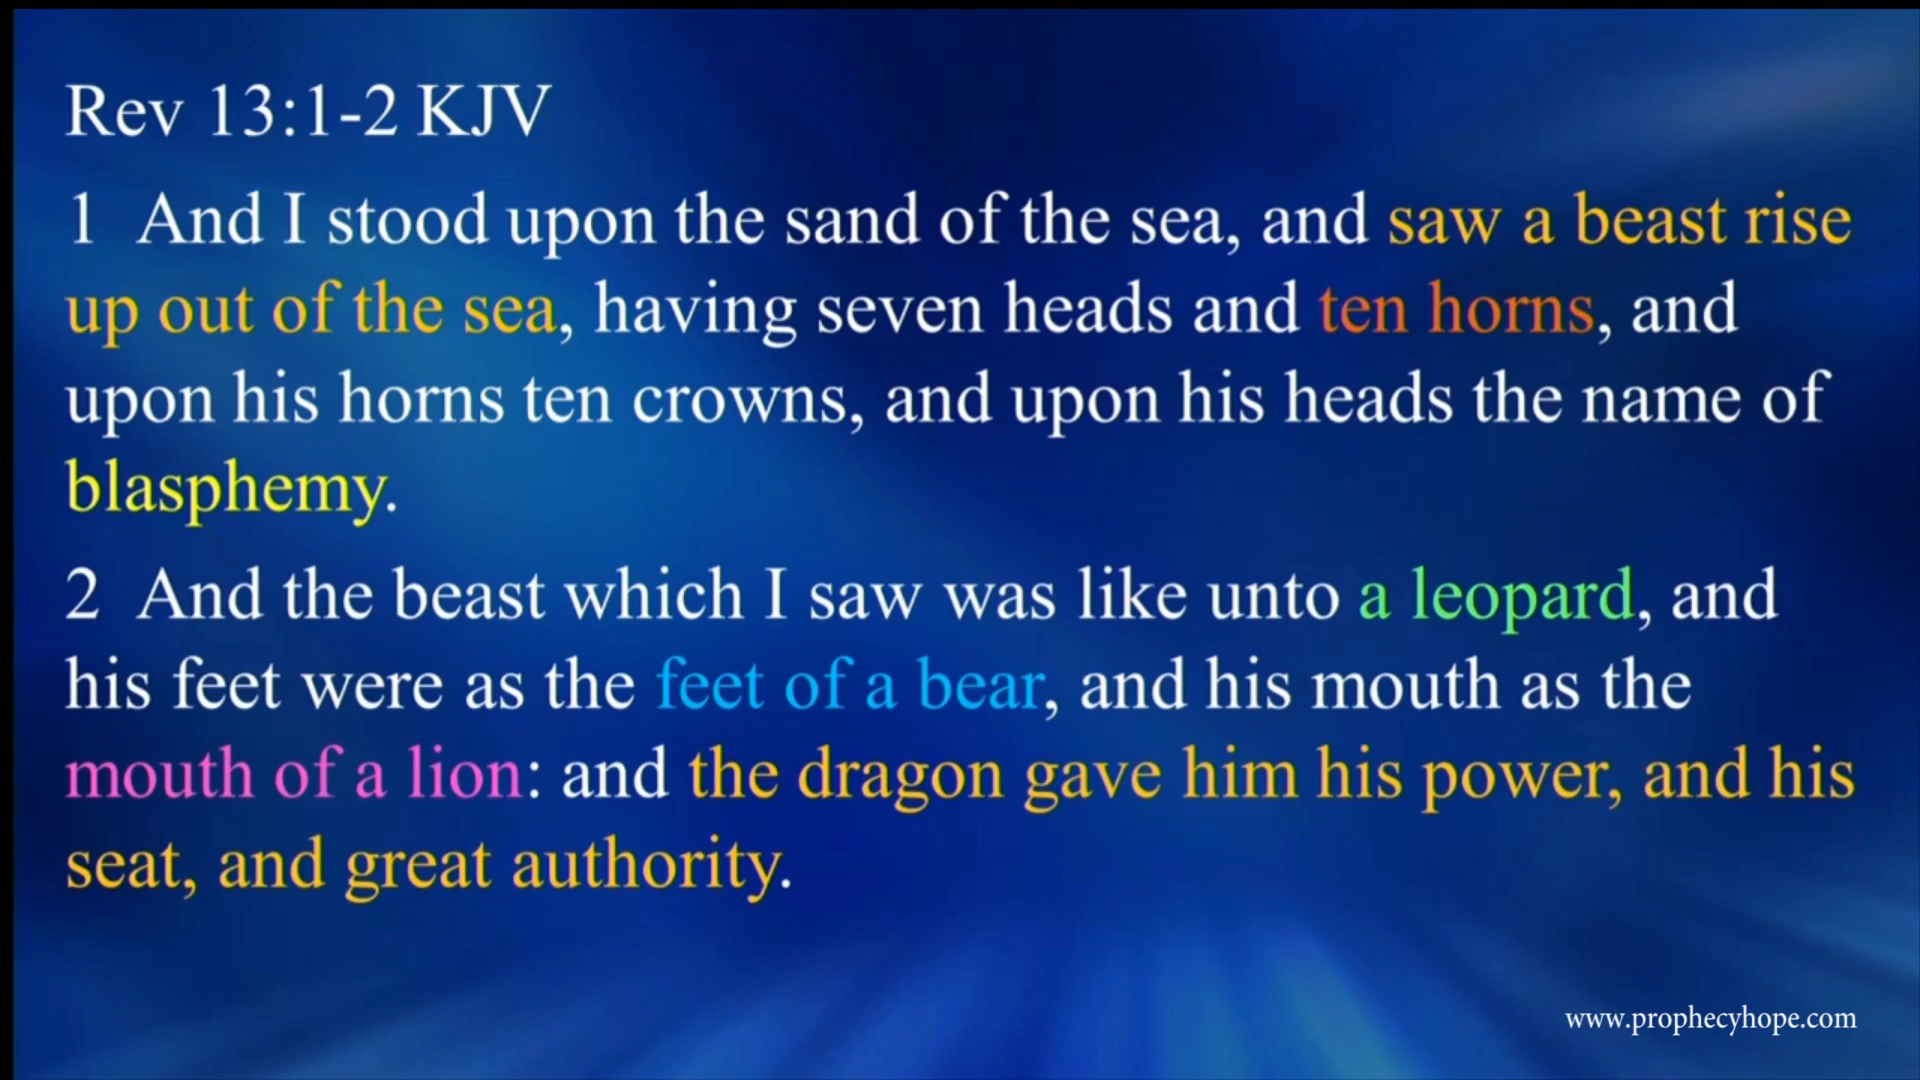 Rev 13:1-2 KJV
1 And I stood upon the sand of the sea, and saw a beast rise
up out of the sea, having seven heads and ten horns, and
upon his horns ten crowns, and upon his heads the name of
blasphemy.
2 And the beast which I saw was like unto a leopard, and
his feet were as the feet of a bear, and his mouth as the
mouth of a lion: and the dragon gave him his power, and his
seat, and great authority.
www.prophecyhope.com